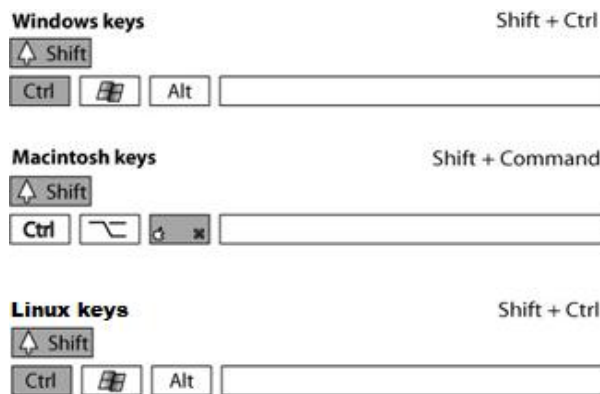 Windows keys Shift + Ctrl
Shift
Ctrl Alt
Macintosh keys Shift + Command
Shift
Ctrl
Linux keys Shift + Ctrl
Shift
Ctrl Alt